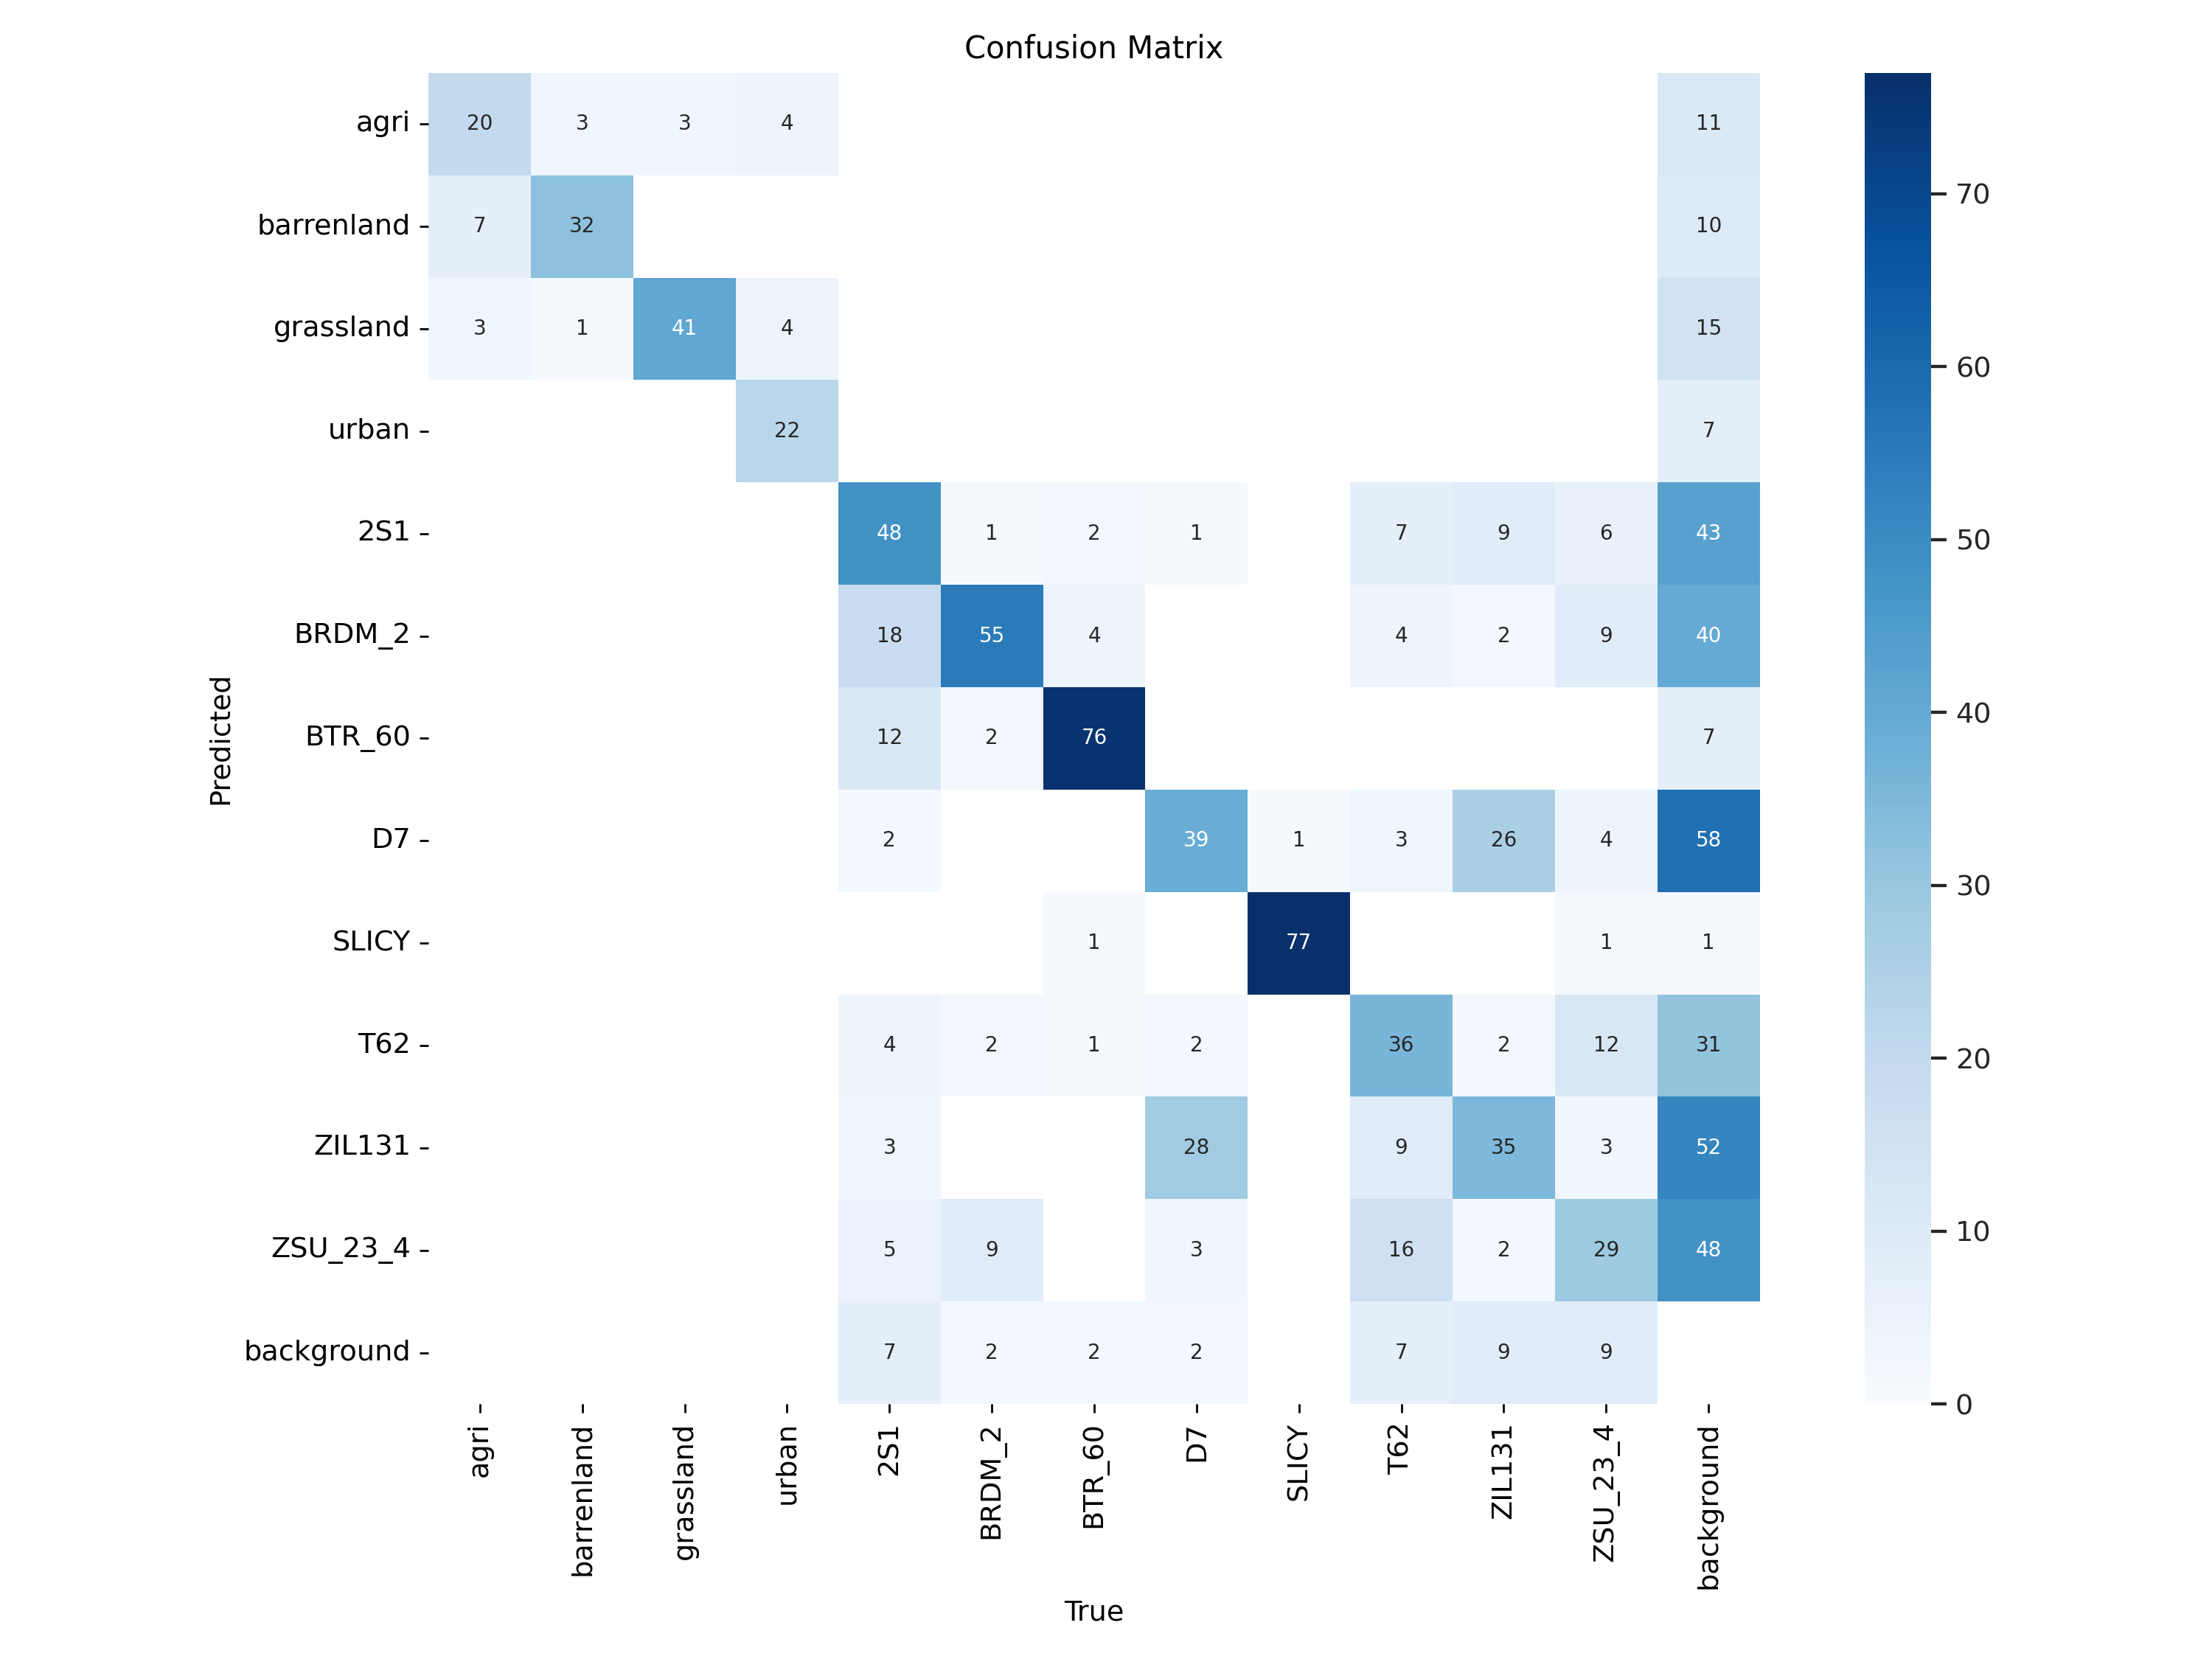 Confusion Matrix
agri 20 3 3 4 11
barrenland 7 32 10
grassland 3 1 41 4 15
urban 22 7
2S1 48 1 2 1 7 9 6 43
BRDM_2 18 55 4 4 2 9 40
BTR_60 12 2 76 7
D7 2 39 1 3 26 4 58
SLICY 1 77 1 1
T62 4 2 1 2 36 2 12 31
ZIL131 3 28 9 35 3 52
ZSU_23_4 5 9 3 16 2 29 48
background 7 2 2 2 7 9 9
Predicted
agri barrenland grassland urban 2S1 BRDM_2 BTR_60 D7 SLICY T62 ZIL131 ZSU_23_4 background
True
70
60
50
40
30
20
10
0